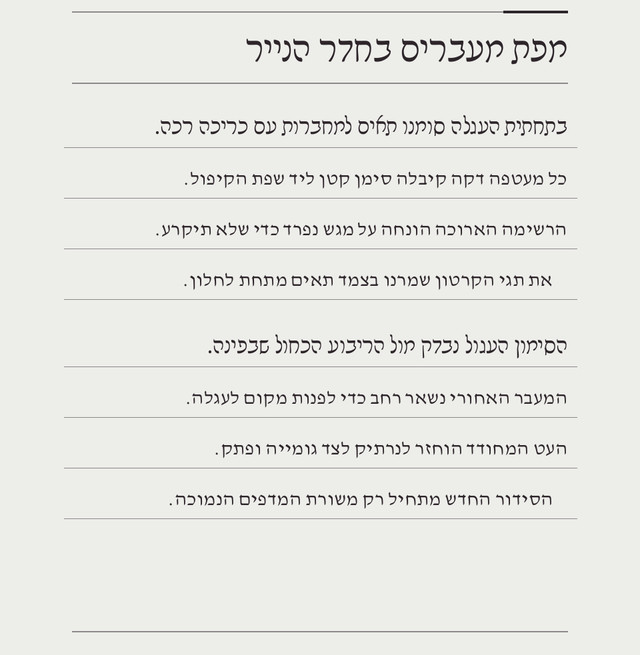 מפת מעברים בחדר הנייר
בתחתית העגלה סומנו תאים למחברות עם כריכה רכה.
כל מעטפה דקה קיבלה סימן קטן ליד שפת הקיפול.
הרשימה הארוכה הונחה על מגש נפרד כדי שלא תיקרע.
את תגי הקרטון שמרנו בצמד תאים מתחת לחלון.
הסימון העגול נבדק מול הריבוע הכחול שבפינה.
המעבר האחורי נשאר רחב כדי לפנות מקום לעגלה.
העט המחודד הוחזר לנרתיק לצד גומייה ופתק.
הסידור החדש מתחיל רק משורת המדפים הנמוכה.